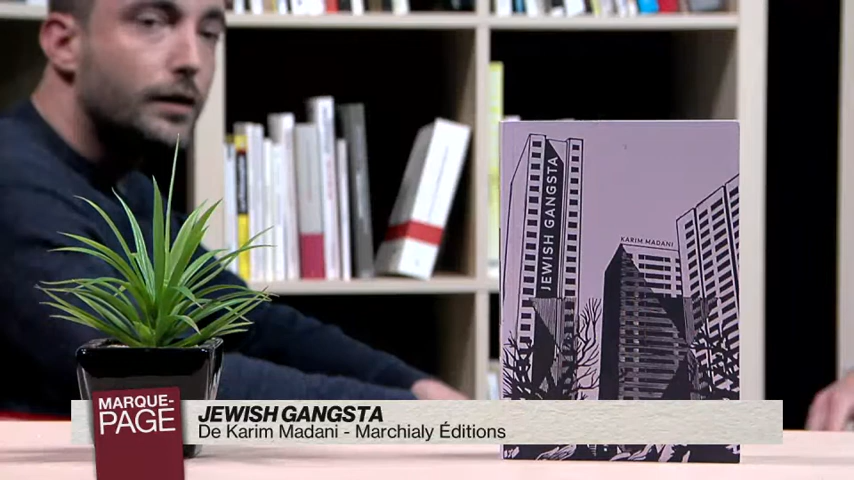 JEWISH GANGSTA
KARIM MADANI
MARQUE-
PAGE
JEWISH GANGSTA
De Karim Madani - Marchialy Éditions